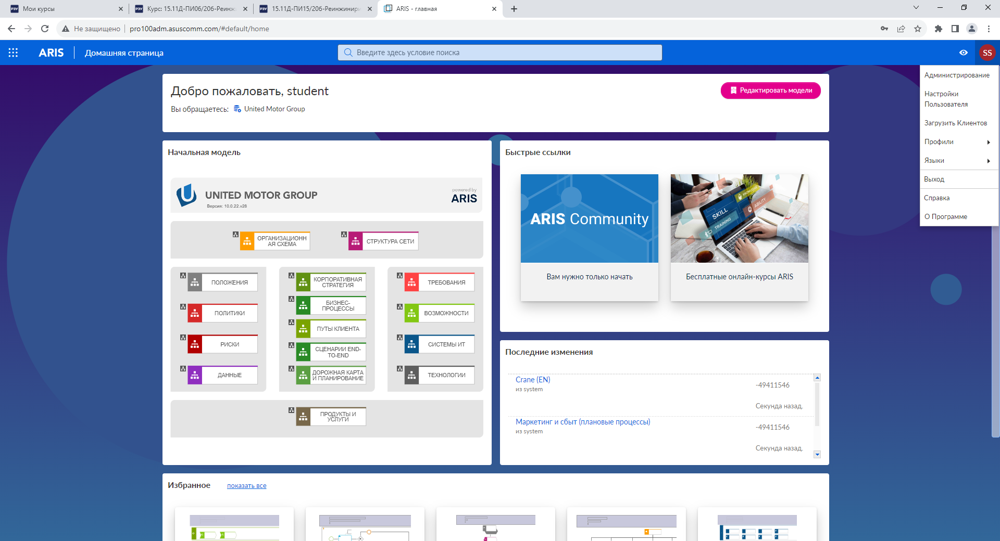 Мои курсы
Курс: 15.11Д-ПИ06/20б-Реинж
15.11Д-ПИ15/20б-Реинжинири
ARIS - главная
Не защищено
pro100adm.asuscomm.com/#default/home
ARIS
Домашняя страница
Введите здесь условие поиска
SS
Администрирование
Настройки
Пользователя
Загрузить Клиентов
Профили
Языки
Выход
Справка
О Программе
Добро пожаловать, student
Редактировать модели
Вы обращаетесь: United Motor Group
Начальная модель
UNITED MOTOR GROUP
Версия: 10.0.22.v28
powered by
ARIS
ОРГАНИЗАЦИОНН
АЯ СХЕМА
СТРУКТУРА СЕТИ
ПОЛОЖЕНИЯ
ПОЛИТИКИ
РИСКИ
ДАННЫЕ
КОРПОРАТИВНАЯ
СТРАТЕГИЯ
БИЗНЕС-
ПРОЦЕССЫ
ПУТЫ КЛИЕНТА
СЦЕНАРИИ END-
TO-END
ДОРОЖНАЯ КАРТА
И ПЛАНИРОВАНИЕ
ТРЕБОВАНИЯ
ВОЗМОЖНОСТИ
СИСТЕМЫ ИТ
ТЕХНОЛОГИИ
ПРОДУКТЫ И
УСЛУГИ
Быстрые ссылки
ARIS Community
Вам нужно только начать
KNOWLEDGE
SKILL
ABILITY
TRAINING
Бесплатные онлайн-курсы ARIS
Последние изменения
Crane (EN)
из system
-49411546
Секунда назад.
Маркетинг и сбыт (плановые процессы)
из system
-49411546
Секунда назад.
Избранное
показать все